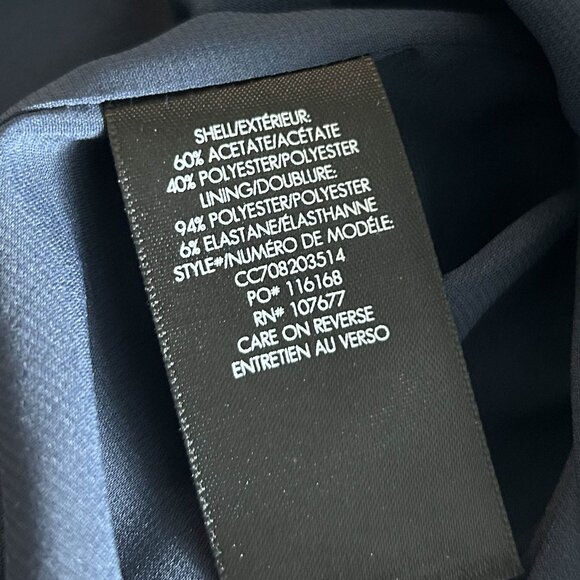 SHELL/EXTÉRIEUR:
60% ACETATE/ACÉTATE
40% POLYESTER/POLYESTER
LINING/DOUBLURE:
94% POLYESTER/POLYESTER
6% ELASTANE/ÉLASTHANNE
STYLE#/NUMÉRO DE MODÉLE:
CC708203514
PO# 116168
RN# 107677
CARE ON REVERSE
ENTRETIEN AU VERSO